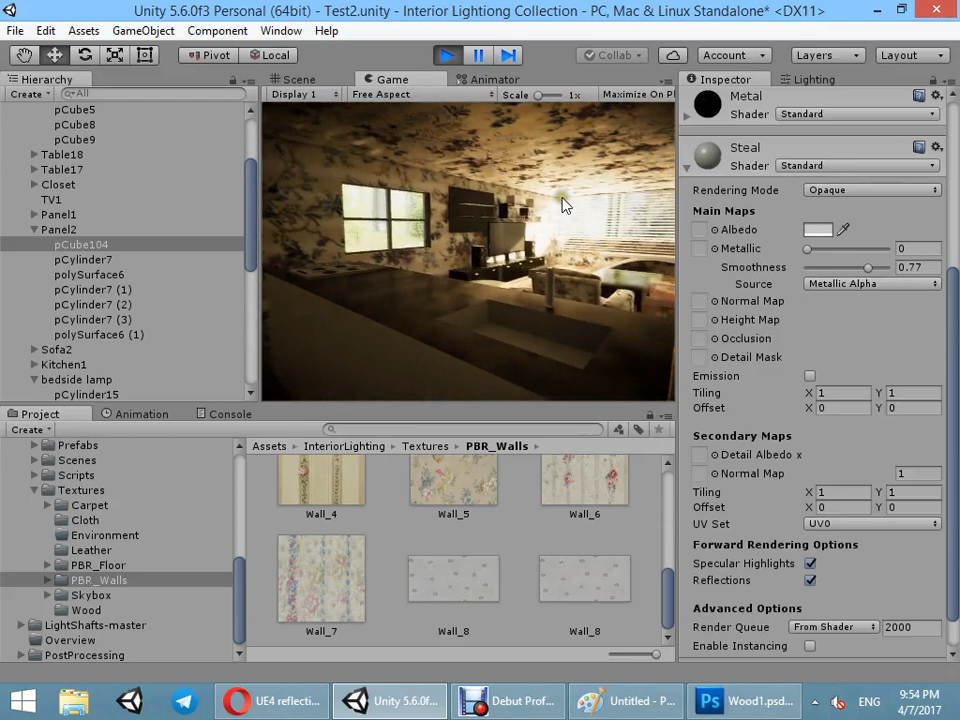 Unity 5.6.0f3 Personal (64bit) - Test2.unity - Interior Lightiong Collection - PC, Mac & Linux Standalone* <DX11>
File Edit Assets GameObject Component Window Help
Pivot Local Collab Account Layers Layout
Hierarchy
Create All
pCube5
pCube8
pCube9
Table18
Table17
Closet
TV1
Panel1
Panel2
pCube104
pCylinder7
polySurface6
pCylinder7 (1)
pCylinder7 (2)
pCylinder7 (3)
polySurface6 (1)
Sofa2
Kitchen1
bedside lamp
pCylinder15
Scene Game Animator
Display 1 Free Aspect Scale 1x Maximize On Pl
Inspector Lighting
Metal
Shader Standard
Steal
Shader Standard
Rendering Mode Opaque
Main Maps
Albedo
Metallic 0
Smoothness 0.77
Source Metallic Alpha
Normal Map
Height Map
Occlusion
Detail Mask
Emission
Tiling X 1 Y 1
Offset X 0 Y 0
Secondary Maps
Detail Albedo x
Normal Map 1
Tiling X 1 Y 1
Offset X 0 Y 0
UV Set UV0
Forward Rendering Options
Specular Highlights
Reflections
Advanced Options
Render Queue From Shader 2000
Enable Instancing
Project Animation Console
Create
Prefabs
Scenes
Scripts
Textures
Carpet
Cloth
Environment
Leather
PBR_Floor
PBR_Walls
Skybox
Wood
LightShafts-master
Overview
PostProcessing
Assets InteriorLighting Textures PBR_Walls
Wall_4 Wall_5 Wall_6
Wall_7 Wall_8 Wall_8
UE4 reflecti... Unity 5.6.0f... Debut Prof... Untitled - P... Ps Wood1.psd... ENG 9:54 PM
4/7/2017